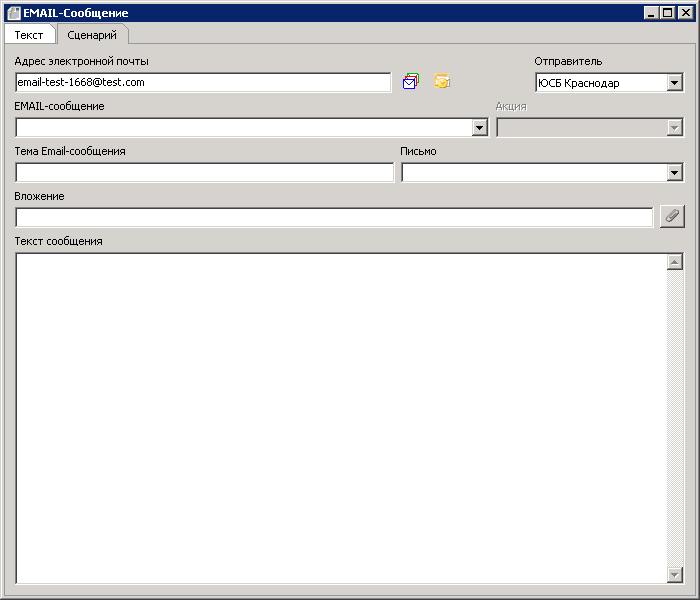 EMAIL-Сообщение
Текст
Сценарий
Адрес электронной почты
Отправитель
email-test-1668@test.com
ЮСБ Краснодар
EMAIL-сообщение
Акция
Тема Email-сообщения
Письмо
Вложение
Текст сообщения